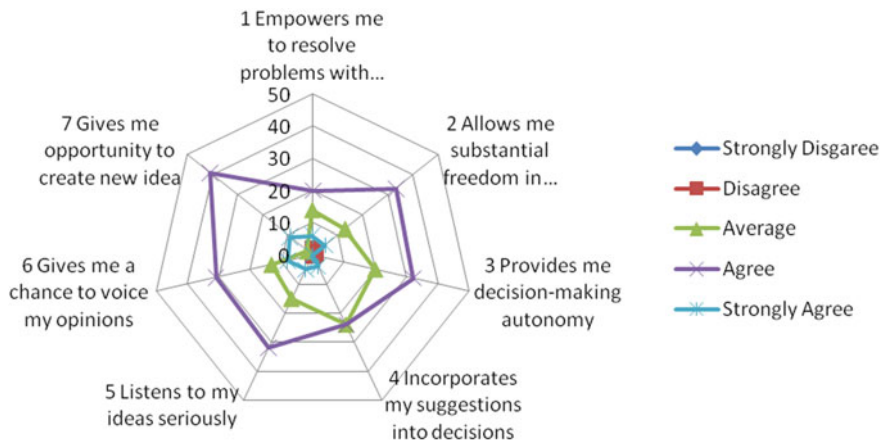 1 Empowers me
to resolve
problems with...
50
40
30
20
10
0
2 Allows me
substantial
freedom in...
3 Provides me
decision-making
autonomy
4 Incorporates
my suggestions
into decisions
5 Listens to my
ideas seriously
6 Gives me a
chance to voice
my opinions
7 Gives me
opportunity to
create new idea
Strongly Disgaree
Disagree
Average
Agree
Strongly Agree